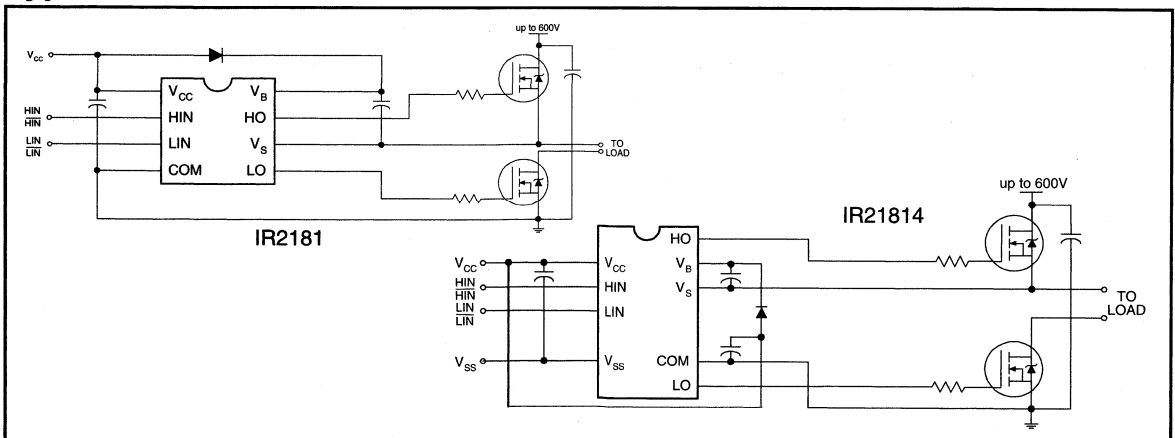 up to 600V
Vcc
VCC
VB
HIN
HIN
HIN
HO
LIN
LIN
LIN
VS
TO
LOAD
COM
LO
IR2181
up to 600V
IR21814
HO
VCC
VCC
VB
HIN
HIN
HIN
VS
LIN
LIN
LIN
TO
LOAD
VSS
VSS
COM
LO